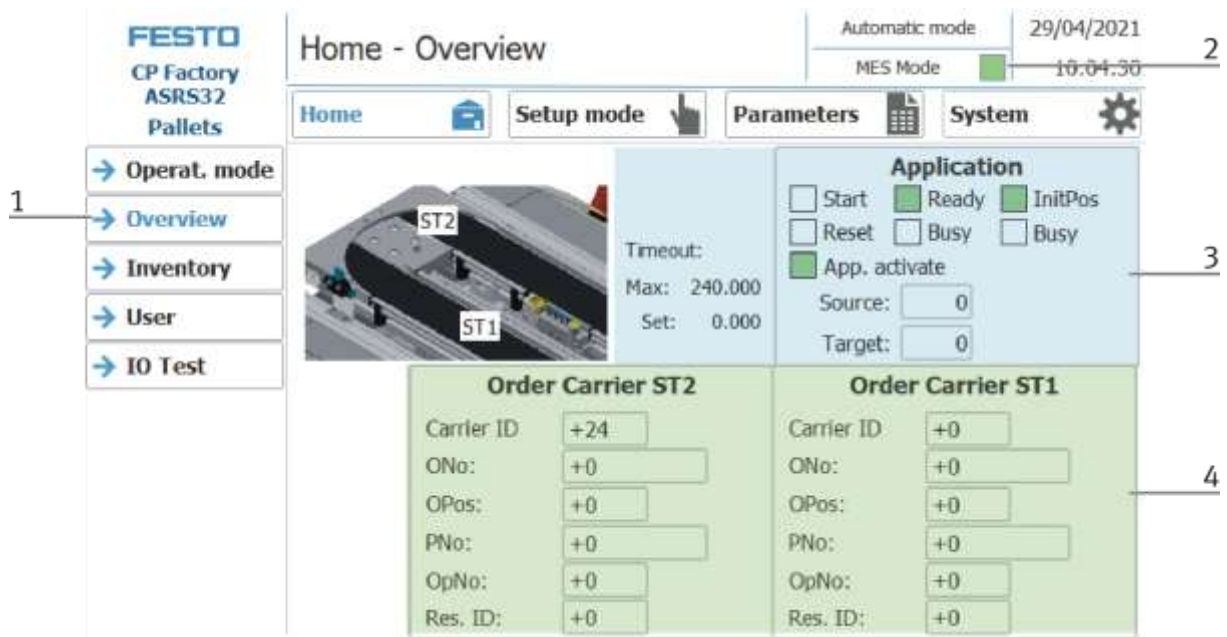 FESTO
CP Factory
ASRS32
Pallets
Home - Overview
Automatic mode
29/04/2021
MES Mode
10:04:30
2
Home
Setup mode
Parameters
System
1
Operat. mode
Overview
Inventory
User
IO Test
ST2
ST1
Timeout:
Max: 240.000
Set: 0.000
Application
Start Ready InitPos
Reset Busy Busy
App. activate
Source: 0
Target: 0
3
Order Carrier ST2
Carrier ID +24
ONo: +0
OPos: +0
PNo: +0
OpNo: +0
Res. ID: +0
Order Carrier ST1
Carrier ID +0
ONo: +0
OPos: +0
PNo: +0
OpNo: +0
Res. ID: +0
4